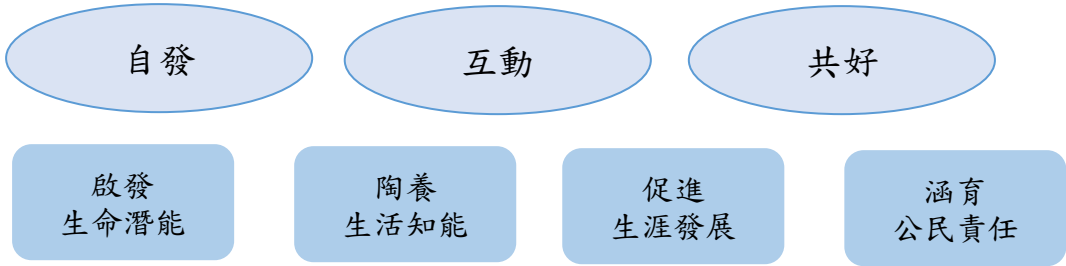 自發
互動
共好
啟發
生命潛能
陶養
生活知能
促進
生涯發展
涵育
公民責任